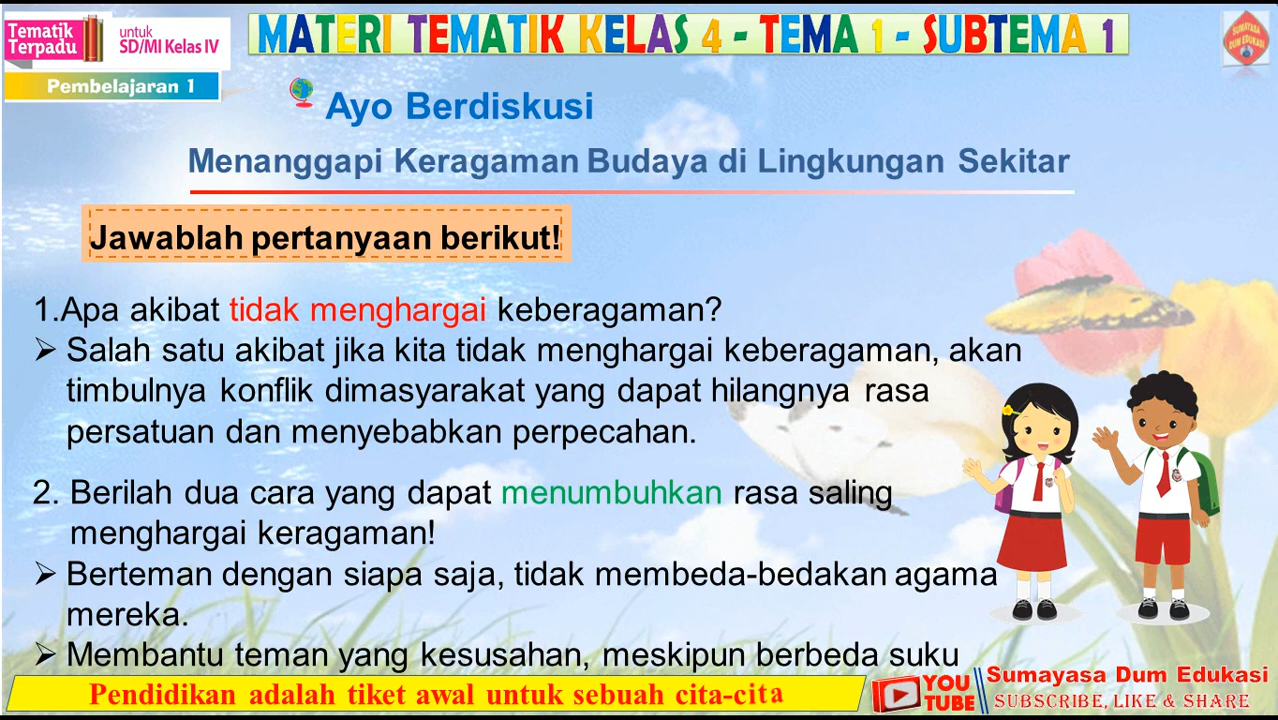 Tematik
Terpadu
untuk
SD/MI Kelas IV
Pembelajaran 1
MATERI TEMATIK KELAS 4 - TEMA 1 - SUBTEMA 1
SUMAYASA
DUM EDUKASI
Ayo Berdiskusi
Menanggapi Keragaman Budaya di Lingkungan Sekitar
Jawablah pertanyaan berikut!
1.Apa akibat tidak menghargai keberagaman?
➢ Salah satu akibat jika kita tidak menghargai keberagaman, akan
timbulnya konflik dimasyarakat yang dapat hilangnya rasa
persatuan dan menyebabkan perpecahan.
2. Berilah dua cara yang dapat menumbuhkan rasa saling
menghargai keragaman!
➢ Berteman dengan siapa saja, tidak membeda-bedakan agama
mereka.
➢ Membantu teman yang kesusahan, meskipun berbeda suku
Pendidikan adalah tiket awal untuk sebuah cita-cita
YOU
TUBE
Sumayasa Dum Edukasi
SUBSCRIBE, LIKE & SHARE